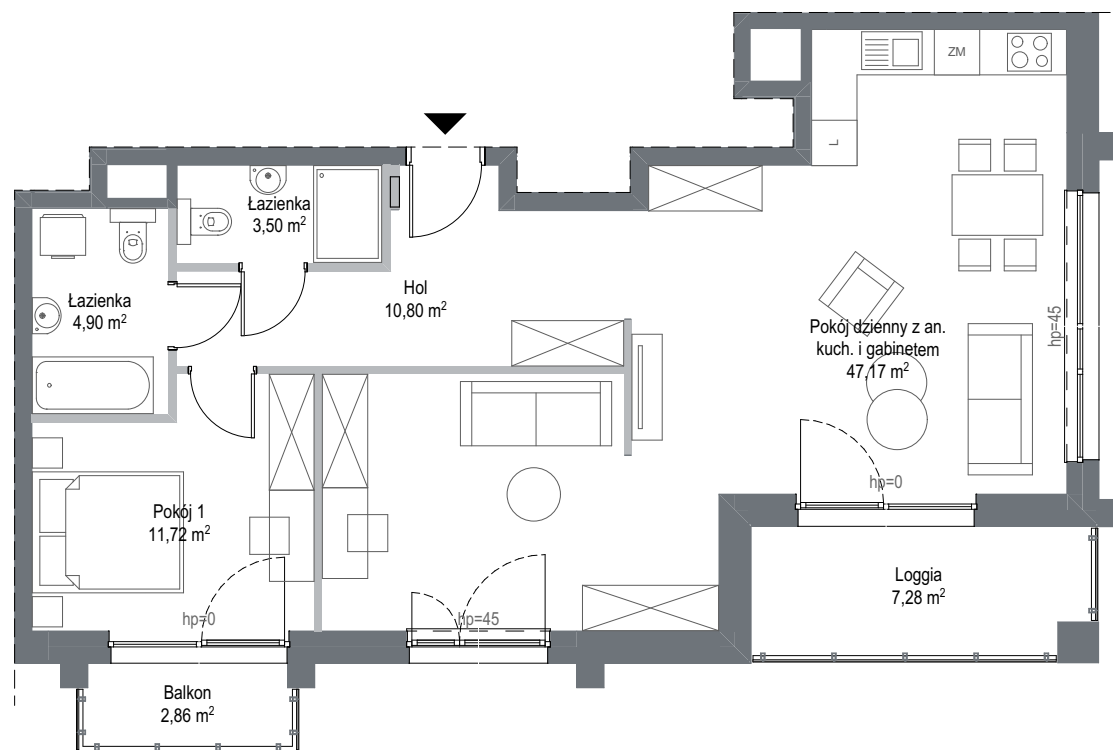 ZM
L
Łazienka
3,50 m²
Łazienka
4,90 m²
Hol
10,80 m²
Pokój dzienny z an.
kuch. i gabinetem
47,17 m²
hp=45
hp=0
Pokój 1
11,72 m²
hp=0
hp=45
Loggia
7,28 m²
Balkon
2,86 m²